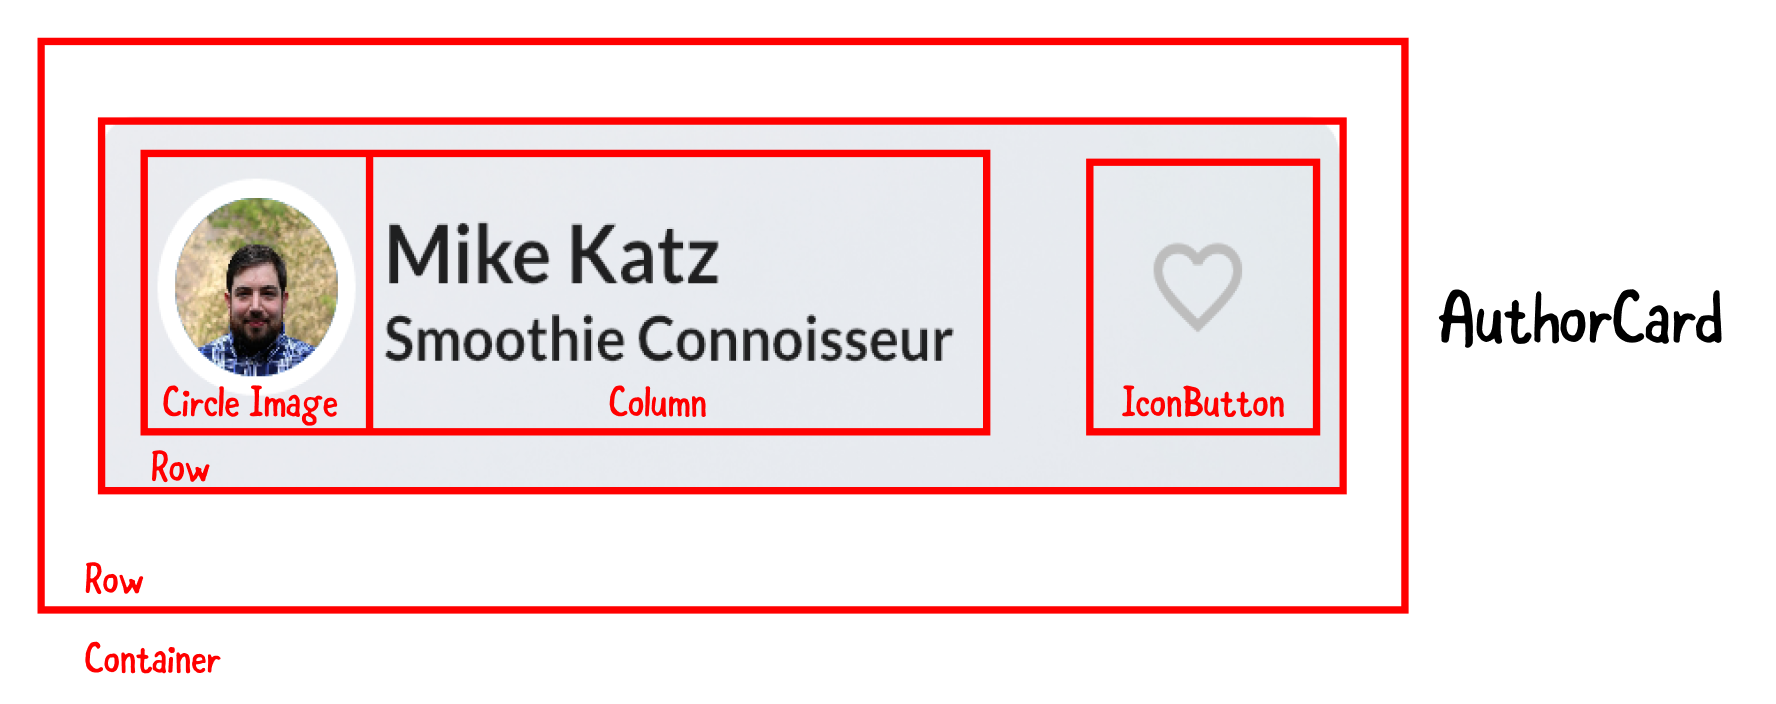 Mike Katz
Smoothie Connoisseur
Circle Image
Column
IconButton
Row
Row
Container
AuthorCard